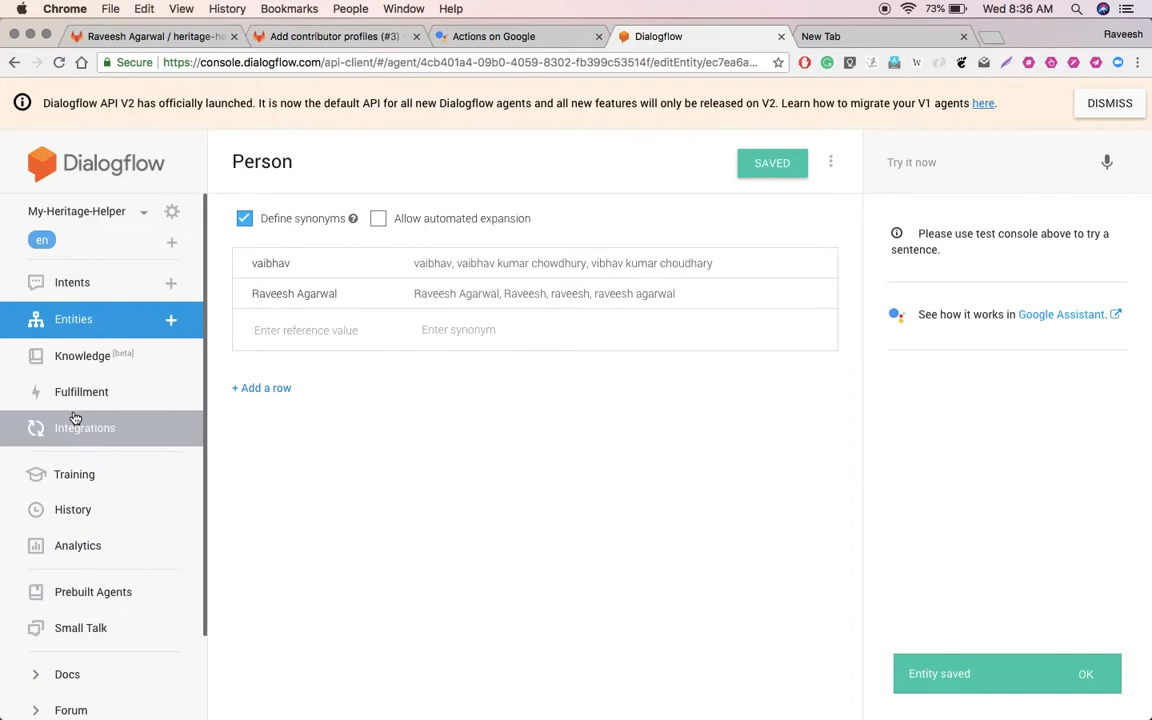 Chrome File Edit View History Bookmarks People Window Help 73% Wed 8:36 AM
Raveesh Agarwal / heritage-he
Add contributor profiles (#3) ·
Actions on Google
Dialogflow
New Tab
Raveesh
Secure https://console.dialogflow.com/api-client/#/agent/4cb401a4-09b0-4059-8302-fb399c53514f/editEntity/ec7ea6a...
Dialogflow API V2 has officially launched. It is now the default API for all new Dialogflow agents and all new features will only be released on V2. Learn how to migrate your V1 agents here.
DISMISS
Dialogflow
My-Heritage-Helper
en
Intents
Entities
Knowledge [beta]
Fulfillment
Integrations
Training
History
Analytics
Prebuilt Agents
Small Talk
Docs
Forum
Person
SAVED
Define synonyms
Allow automated expansion
vaibhav vaibhav, vaibhav kumar chowdhury, vibhav kumar choudhary
Raveesh Agarwal Raveesh Agarwal, Raveesh, raveesh, raveesh agarwal
Enter reference value Enter synonym
+ Add a row
Try it now
Please use test console above to try a
sentence.
See how it works in Google Assistant.
Entity saved OK